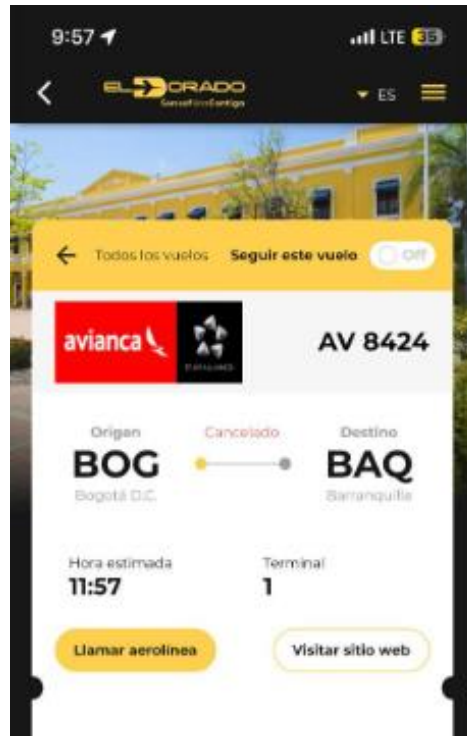 9:57
LTE 35
EL DORADO
ES
Todos los vuelos Seguir este vuelo Off
avianca
AV 8424
Origen Cancelado Destino
BOG BAQ
Bogotá D.C. Barranquilla
Hora estimada Terminal
11:57 1
Llamar aerolínea Visitar sitio web